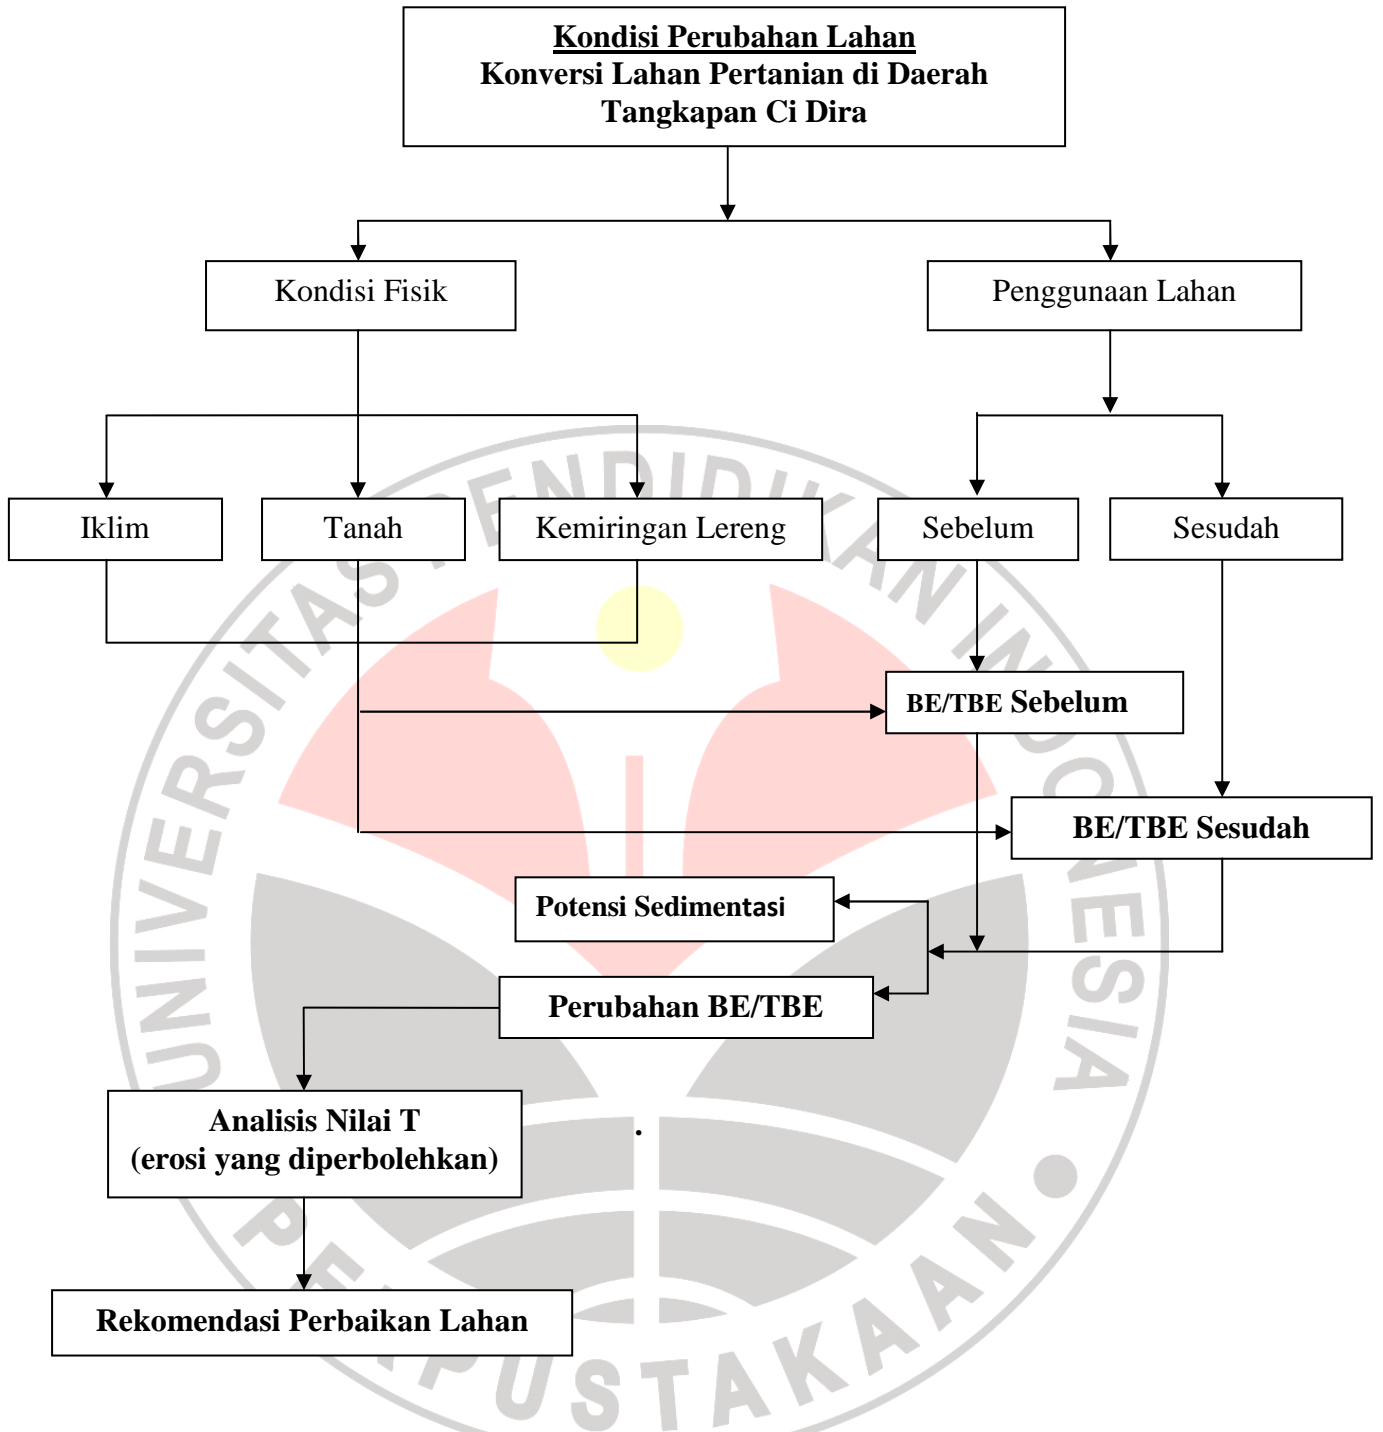 Kondisi Perubahan Lahan
Konversi Lahan Pertanian di Daerah
Tangkapan Ci Dira
Kondisi Fisik
Penggunaan Lahan
Iklim
Tanah
Kemiringan Lereng
Sebelum
Sesudah
BE/TBE Sebelum
BE/TBE Sesudah
Potensi Sedimentasi
Perubahan BE/TBE
Analisis Nilai T
(erosi yang diperbolehkan)
.
Rekomendasi Perbaikan Lahan
UNIVERSITAS PENDIDIKAN INDONESIA
PERPUSTAKAAN